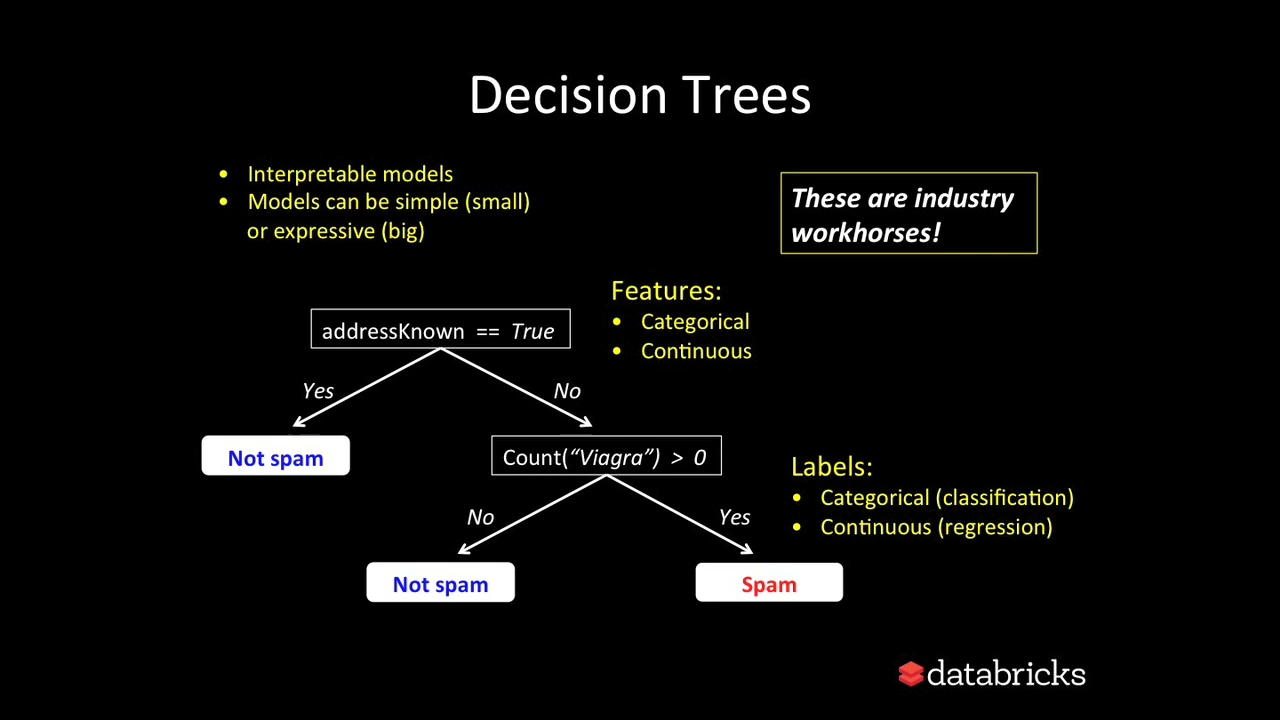 Decision Trees
• Interpretable models
• Models can be simple (small)
or expressive (big)
These are industry
workhorses!
Features:
• Categorical
• Continuous
addressKnown == True
Yes
No
Not spam
Count(“Viagra”) > 0
Labels:
• Categorical (classification)
• Continuous (regression)
No
Yes
Not spam
Spam
databricks